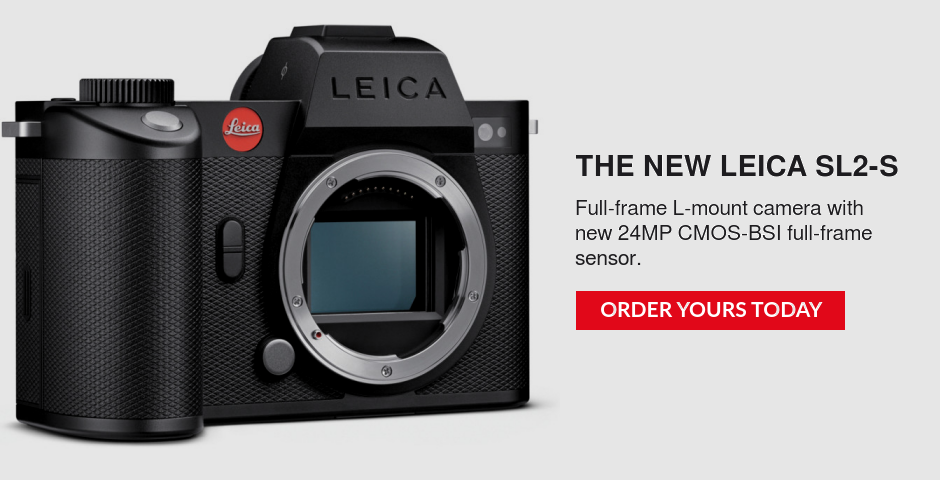 LEICA
Leica
THE NEW LEICA SL2-S
Full-frame L-mount camera with
new 24MP CMOS-BSI full-frame
sensor.
ORDER YOURS TODAY